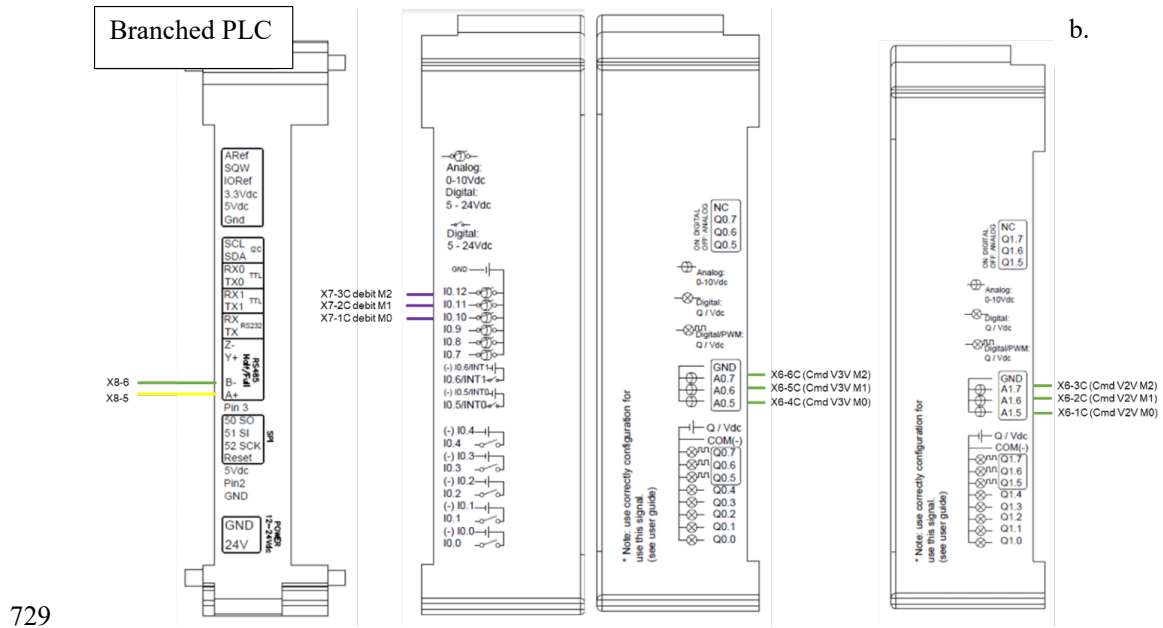 Branched PLC
b.
ARef
SQW
IORef
3.3Vdc
5Vdc
Gnd
SCL
SDA
I2C
RX0
TX0
TTL
RX1
TX1
TTL
RX
TX
RS232
Z-
Y+
B-
A+
RS485
Half/Full
Pin 3
50 SO
51 SI
52 SCK
Reset
SPI
5Vdc
Pin2
GND
GND
24V
POWER
12-24Vdc
X8-6
X8-5
Analog:
0-10Vdc
Digital:
5 - 24Vdc
Digital:
5 - 24Vdc
GND
I0.12
I0.11
I0.10
I0.9
I0.8
I0.7
(-) I0.6/INT1
I0.6/INT1
(-) I0.5/INT0
I0.5/INT0
(-) I0.4
I0.4
(-) I0.3
I0.3
(-) I0.2
I0.2
(-) I0.1
I0.1
(-) I0.0
I0.0
X7-3C debit M2
X7-2C debit M1
X7-1C debit M0
ON: DIGITAL
OFF: ANALOG
NC
Q0.7
Q0.6
Q0.5
Analog:
0-10Vdc
Digital:
Q / Vdc
Digital/PWM:
Q / Vdc
GND
A0.7
A0.6
A0.5
Q / Vdc
COM(-)
Q0.7
Q0.6
Q0.5
Q0.4
Q0.3
Q0.2
Q0.1
Q0.0
* Note: use correctly configuration for
use this signal.
(see user guide)
X6-6C (Cmd V3V M2)
X6-5C (Cmd V3V M1)
X6-4C (Cmd V3V M0)
ON: DIGITAL
OFF: ANALOG
NC
Q1.7
Q1.6
Q1.5
Analog:
0-10Vdc
Digital:
Q / Vdc
Digital/PWM:
Q / Vdc
GND
A1.7
A1.6
A1.5
Q / Vdc
COM(-)
Q1.7
Q1.6
Q1.5
Q1.4
Q1.3
Q1.2
Q1.1
Q1.0
* Note: use correctly configuration for
use this signal.
(see user guide)
X6-3C (Cmd V2V M2)
X6-2C (Cmd V2V M1)
X6-1C (Cmd V2V M0)
729